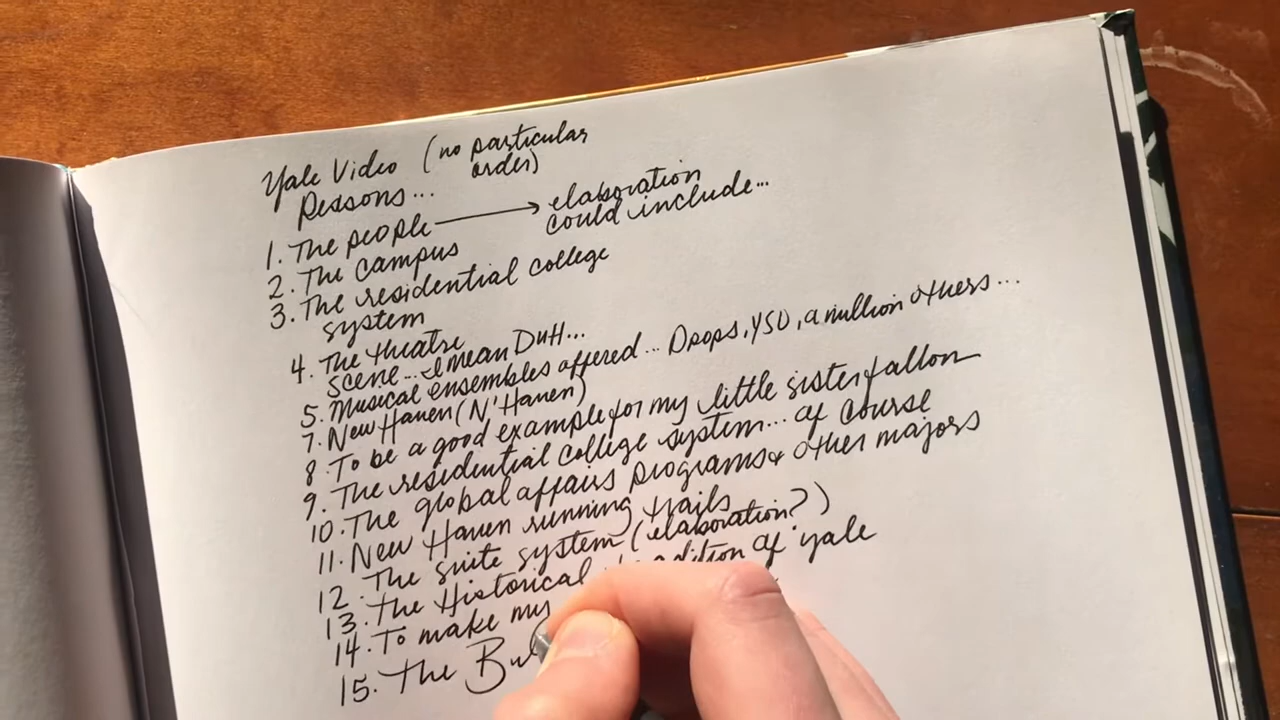 Yale Video (no particular
order)
Reasons...
1. The people → elaboration
could include...
2. The campus
3. The residential college
system
4. The theatre
scene... I mean DUH...
5. Musical ensembles offered... Drops, YSO, a million others...
7. New Haven (N'Haven)
8. To be a good example for my little sister fallon
9. The residential college system... of course
10. The global affairs programs & other majors
11. New Haven running trails
12. The suite system (elaboration?)
13. The Historical tradition of yale
14. To make my
15. The Bul